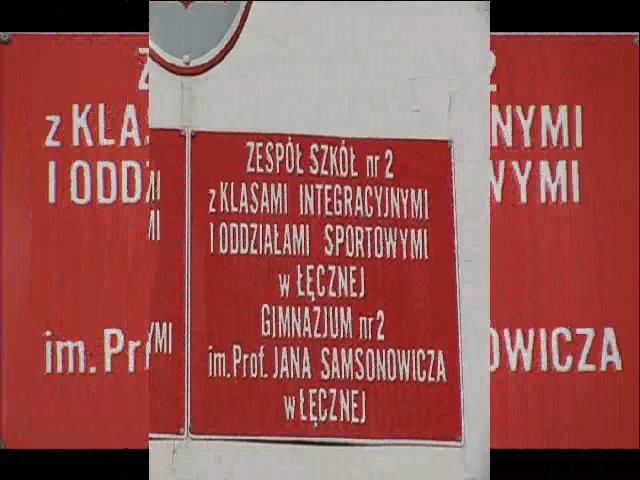 ZESPÓŁ SZKÓŁ nr 2
z KLASAMI INTEGRACYJNYMI
I ODDZIAŁAMI SPORTOWYMI
w ŁĘCZNEJ
GIMNAZJUM nr 2
im. Prof. JANA SAMSONOWICZA
w ŁĘCZNEJ